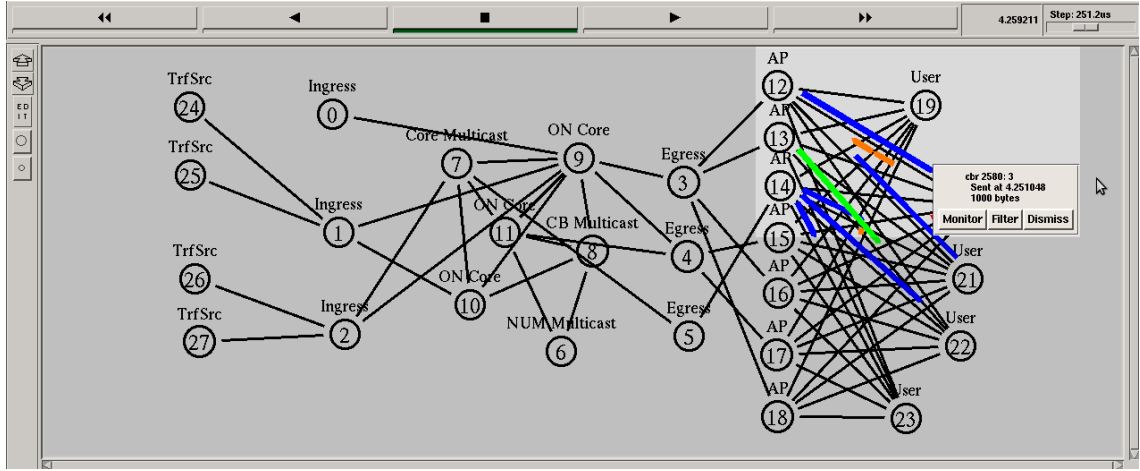 4.259211
Step: 251.2us
ED
IT
TrfSrc
24
Ingress
0
TrfSrc
25
Core Multicast
7
ON Core
9
Ingress
1
ON Core
11
CB Multicast
8
TrfSrc
26
ON Core
10
Ingress
2
TrfSrc
27
NUM Multicast
6
Egress
3
Egress
4
Egress
5
AP
12
AP
13
AP
14
AP
15
AP
16
AP
17
AP
18
User
19
cbr 2580: 3
Sent at 4.251048
1000 bytes
Monitor Filter Dismiss
User
21
User
22
User
23